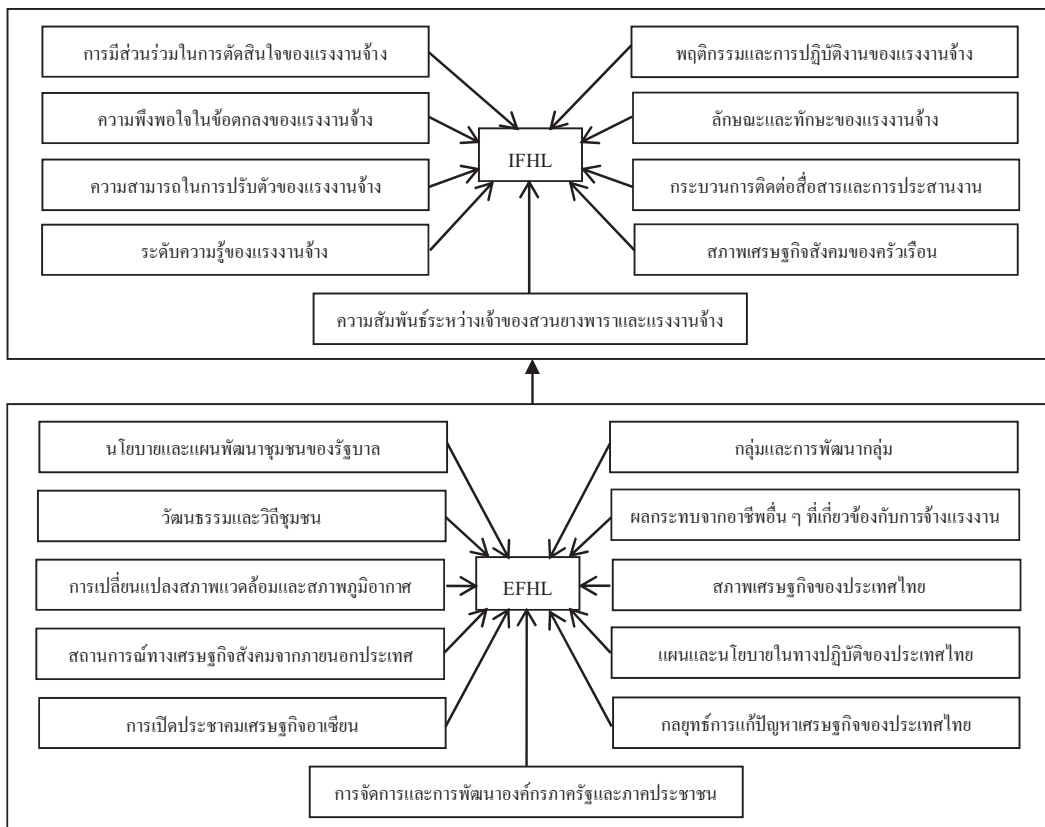 การมีส่วนร่วมในการตัดสินใจของแรงงานจ้าง
พฤติกรรมและการปฏิบัติงานของแรงงานจ้าง
ความพึงพอใจในข้อตกลงของแรงงานจ้าง
ลักษณะและทักษะของแรงงานจ้าง
IFHL
ความสามารถในการปรับตัวของแรงงานจ้าง
กระบวนการติดต่อสื่อสารและการประสานงาน
ระดับความรู้ของแรงงานจ้าง
สภาพเศรษฐกิจสังคมของครัวเรือน
ความสัมพันธ์ระหว่างเจ้าของสวนยางพาราและแรงงานจ้าง
นโยบายและแผนพัฒนาชุมชนของรัฐบาล
กลุ่มและการพัฒนากลุ่ม
วัฒนธรรมและวิถีชุมชน
ผลกระทบจากอาชีพอื่น ๆ ที่เกี่ยวข้องกับการจ้างแรงงาน
การเปลี่ยนแปลงสภาพแวดล้อมและสภาพภูมิอากาศ
EFHL
สภาพเศรษฐกิจของประเทศไทย
สถานการณ์ทางเศรษฐกิจสังคมจากภายนอกประเทศ
แผนและนโยบายในทางปฏิบัติของประเทศไทย
การเปิดประชาคมเศรษฐกิจอาเซียน
กลยุทธ์การแก้ปัญหาเศรษฐกิจของประเทศไทย
การจัดการและการพัฒนาองค์กรภาครัฐและภาคประชาชน